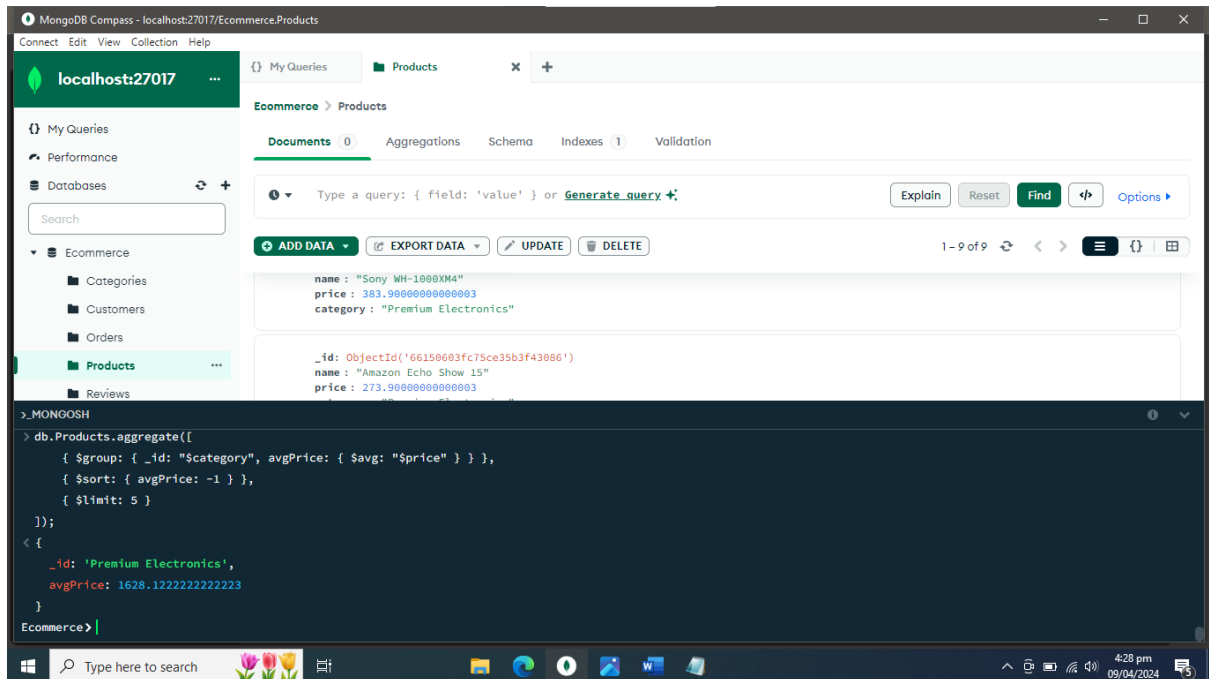 MongoDB Compass - localhost:27017/Ecommerce.Products
Connect Edit View Collection Help
localhost:27017 ...
{} My Queries
Performance
Databases
Search
Ecommerce
Categories
Customers
Orders
Products ...
Reviews
{} My Queries Products
Ecommerce > Products
Documents 0 Aggregations Schema Indexes 1 Validation
Type a query: { field: 'value' } or Generate query
Explain Reset Find </> Options
ADD DATA EXPORT DATA UPDATE DELETE 1 – 9 of 9 {}
name : "Sony WH-1000XM4"
price : 383.90000000000003
category : "Premium Electronics"
_id: ObjectId('66150603fc75ce35b3f43086')
name : "Amazon Echo Show 15"
price : 273.90000000000003
>_MONGOSH
> db.Products.aggregate([
{ $group: { _id: "$category", avgPrice: { $avg: "$price" } } },
{ $sort: { avgPrice: -1 } },
{ $limit: 5 }
]);
< {
_id: 'Premium Electronics',
avgPrice: 1628.1222222222223
}
Ecommerce>
Type here to search
4:28 pm
09/04/2024
5